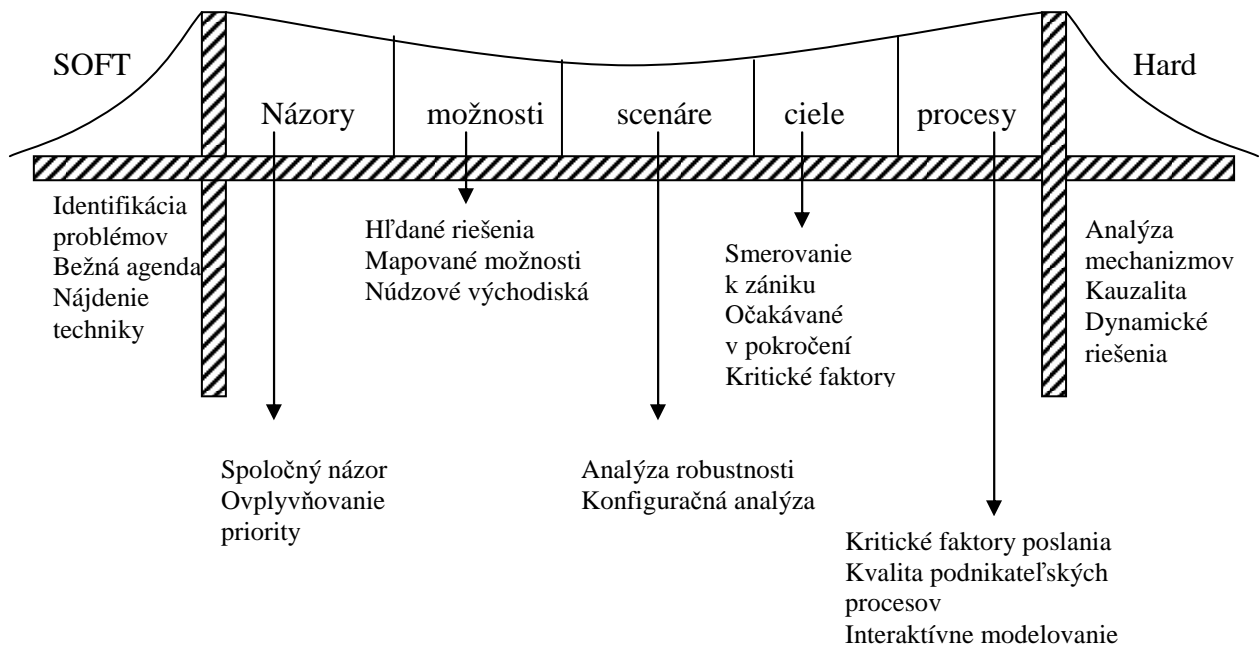 SOFT
Hard
Názory
možnosti
scenáre
ciele
procesy
Identifikácia
problémov
Bežná agenda
Nájdenie
techniky
Hľdané riešenia
Mapované možnosti
Núdzové východiská
Smerovanie
k zániku
Očakávané
v pokročení
Kritické faktory
Analýza
mechanizmov
Kauzalita
Dynamické
riešenia
Spoločný názor
Ovplyvňovanie
priority
Analýza robustnosti
Konfiguračná analýza
Kritické faktory poslania
Kvalita podnikateľských
procesov
Interaktívne modelovanie